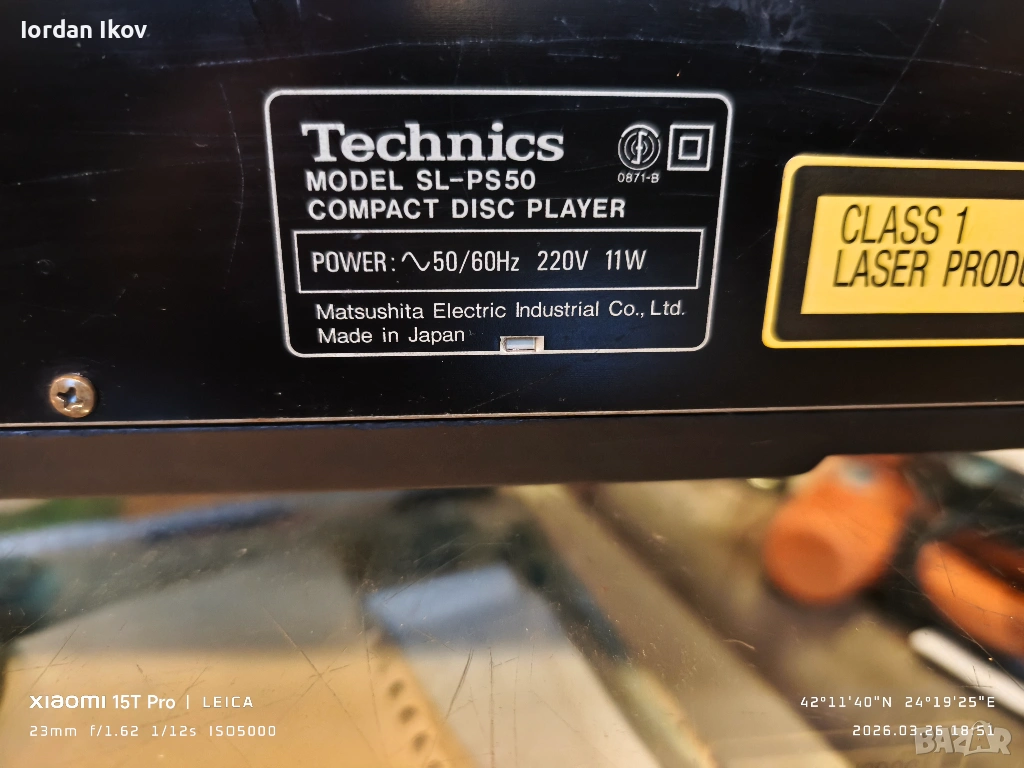 Iordan Ikov
Technics
0871-B
MODEL SL-PS50
COMPACT DISC PLAYER
POWER: ∿50/60Hz 220V 11W
Matsushita Electric Industrial Co., Ltd.
Made in Japan
CLASS 1
LASER PRODU
XIAOMI 15T Pro | LEICA
23mm f/1.62 1/12s ISO5000
42°11'40"N 24°19'25"E
2026.03.26 18:51
BAZAR